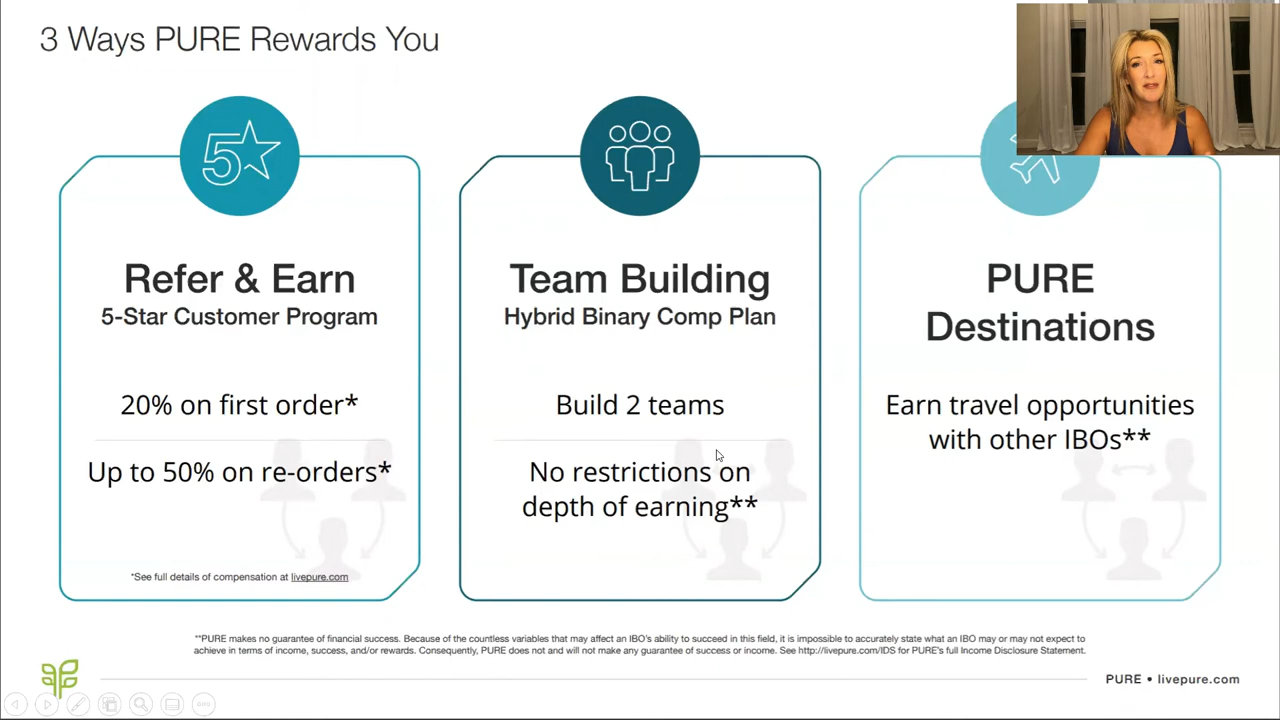 3 Ways PURE Rewards You
5
Refer & Earn
5-Star Customer Program
20% on first order*
Up to 50% on re-orders*
*See full details of compensation at livepure.com
Team Building
Hybrid Binary Comp Plan
Build 2 teams
No restrictions on
depth of earning**
PURE
Destinations
Earn travel opportunities
with other IBOs**
**PURE makes no guarantee of financial success. Because of the countless variables that may affect an IBO's ability to succeed in this field, it is impossible to accurately state what an IBO may or may not expect to
achieve in terms of income, success, and/or rewards. Consequently, PURE does not and will not make any guarantee of success or income. See http://livepure.com/IDS for PURE's full Income Disclosure Statement.
PURE • livepure.com